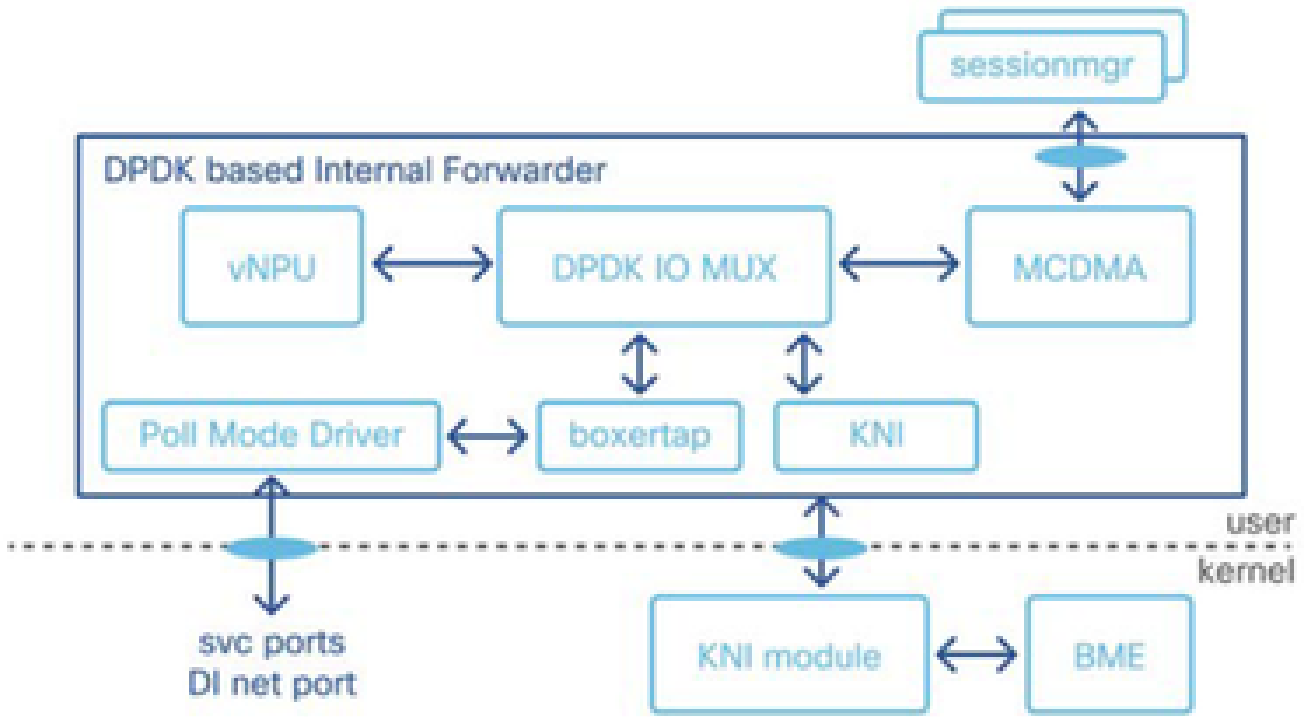 sessionmgr
DPDK based Internal Forwarder
vNPU
DPDK IO MUX
MCDMA
Poll Mode Driver
boxertap
KNI
user
kernel
svc ports
DI net port
KNI module
BME